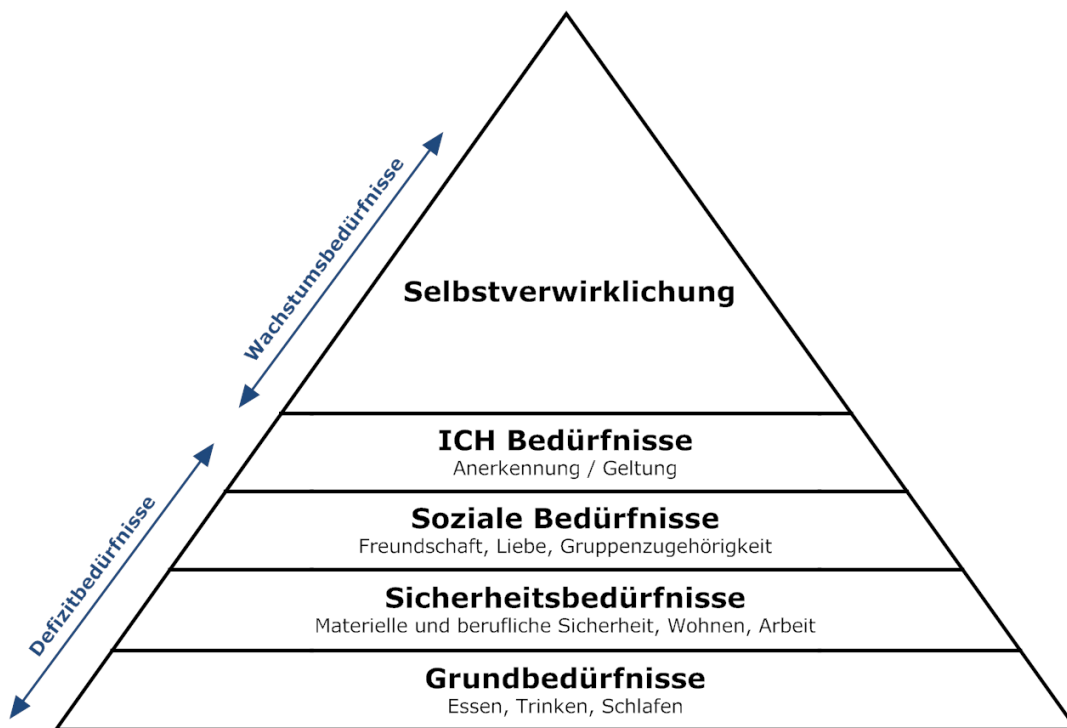 Wachstumsbedürfnisse
Selbstverwirklichung
Defizitbedürfnisse
ICH Bedürfnisse
Anerkennung / Geltung
Soziale Bedürfnisse
Freundschaft, Liebe, Gruppenzugehörigkeit
Sicherheitsbedürfnisse
Materielle und berufliche Sicherheit, Wohnen, Arbeit
Grundbedürfnisse
Essen, Trinken, Schlafen